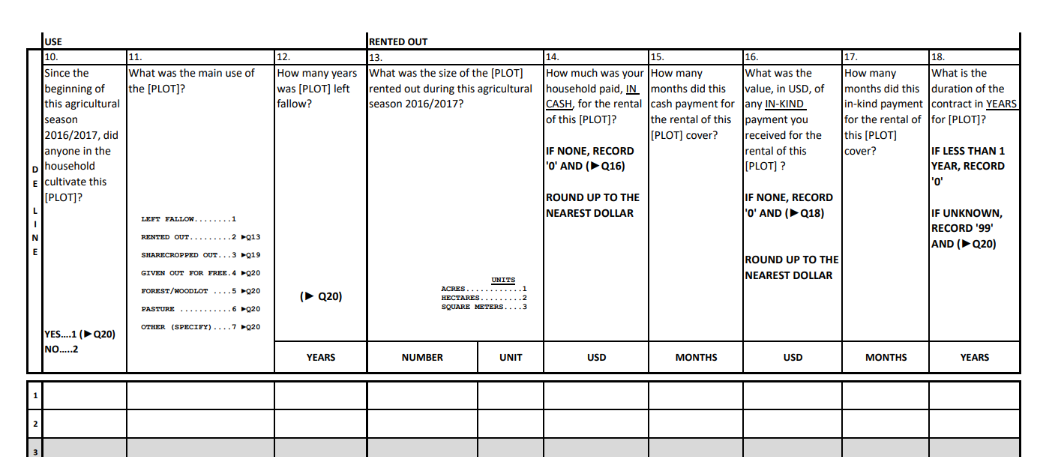 USE
RENTED OUT
10.
Since the
beginning of
this agricultural
season
2016/2017, did
anyone in the
household
cultivate this
[PLOT]?
YES....1 (►Q20)
NO.....2
11.
What was the main use of
the [PLOT]?
LEFT FALLOW........1
RENTED OUT.........2 ►Q13
SHARECROPPED OUT...3 ►Q19
GIVEN OUT FOR FREE.4 ►Q20
FOREST/WOODLOT ....5 ►Q20
PASTURE ...........6 ►Q20
OTHER (SPECIFY)....7 ►Q20
12.
How many years
was [PLOT] left
fallow?
(► Q20)
YEARS
13.
What was the size of the [PLOT]
rented out during this agricultural
season 2016/2017?
UNITS
ACRES............1
HECTARES.........2
SQUARE METERS....3
NUMBER
UNIT
14.
How much was your
household paid, IN
CASH, for the rental
of this [PLOT]?
IF NONE, RECORD
'0' AND (►Q16)
ROUND UP TO THE
NEAREST DOLLAR
USD
15.
How many
months did this
cash payment for
the rental of this
[PLOT] cover?
MONTHS
16.
What was the
value, in USD, of
any IN-KIND
payment you
received for the
rental of this
[PLOT] ?
IF NONE, RECORD
'0' AND (►Q18)
ROUND UP TO THE
NEAREST DOLLAR
USD
17.
How many
months did this
in-kind payment
for the rental of
this [PLOT]
cover?
MONTHS
18.
What is the
duration of the
contract in YEARS
for [PLOT]?
IF LESS THAN 1
YEAR, RECORD
'0'
IF UNKNOWN,
RECORD '99'
AND (►Q20)
YEARS
D
E
L
I
N
E
1
2
3